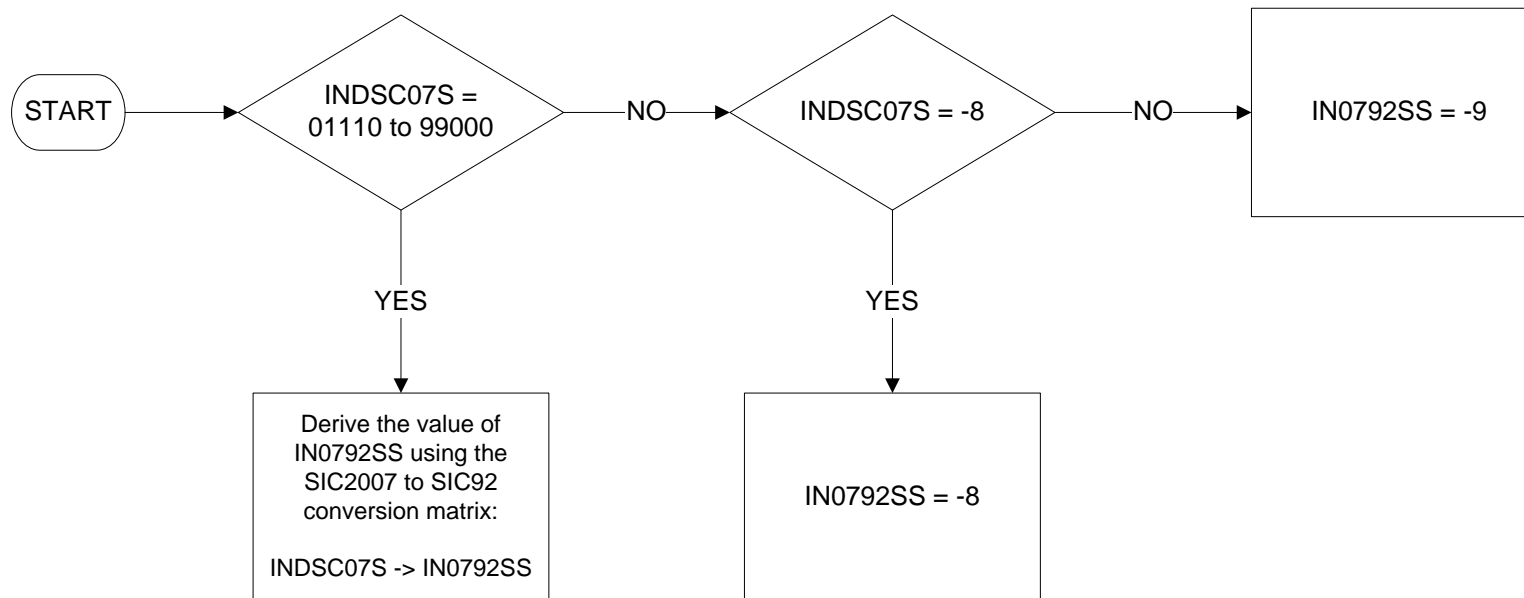 START
INDSC07S =
01110 to 99000
NO
INDSC07S = -8
NO
IN0792SS = -9
YES
YES
Derive the value of
IN0792SS using the
SIC2007 to SIC92
conversion matrix:
INDSC07S -> IN0792SS
IN0792SS = -8